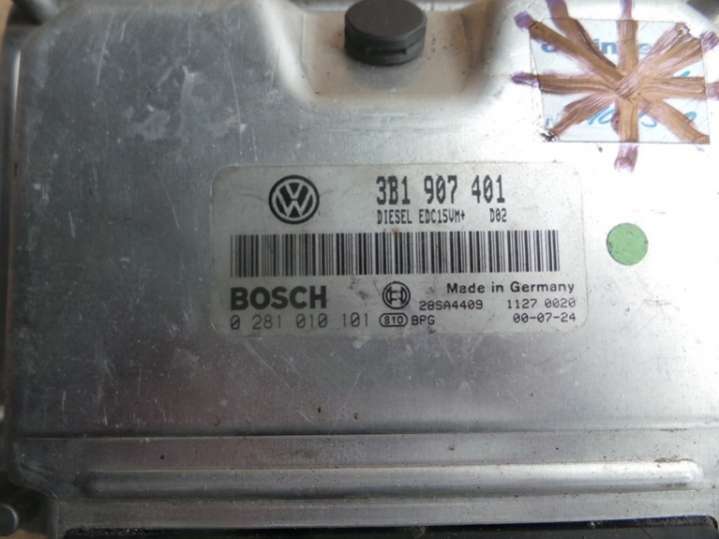 3B1 907 401
DIESEL EDC15VM+ D02
BOSCH
Made in Germany
28SA4409 1127 0020
0 281 010 101 810 BPG 00-07-24